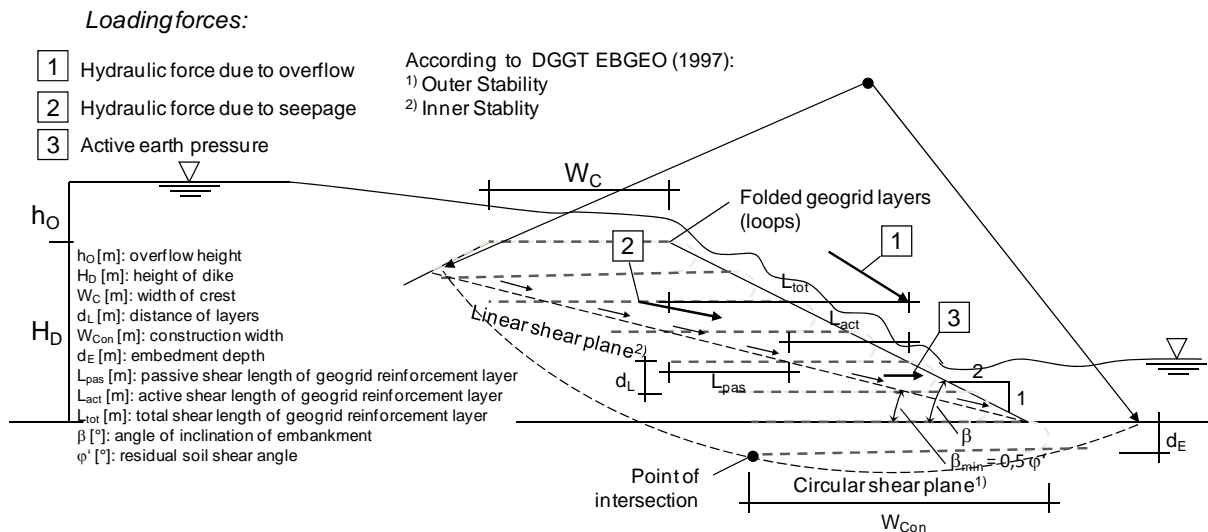 Loading forces:
1 Hydraulic force due to overflow
2 Hydraulic force due to seepage
3 Active earth pressure
According to DGGT EBGEO (1997):
1) Outer Stability
2) Inner Stablity
W_C
Folded geogrid layers
(loops)
h_O
H_D
h_O [m]: overflow height
H_D [m]: height of dike
W_C [m]: width of crest
d_L [m]: distance of layers
W_Con [m]: construction width
d_E [m]: embedment depth
L_pas [m]: passive shear length of geogrid reinforcement layer
L_act [m]: active shear length of geogrid reinforcement layer
L_tot [m]: total shear length of geogrid reinforcement layer
β [°]: angle of inclination of embankment
φ‘ [°]: residual soil shear angle
1
2
L_tot
L_act
3
Linear shear plane2)
d_L
L_pas
2
1
β
β_min = 0,5 φ‘
d_E
Point of
intersection
Circular shear plane1)
W_Con